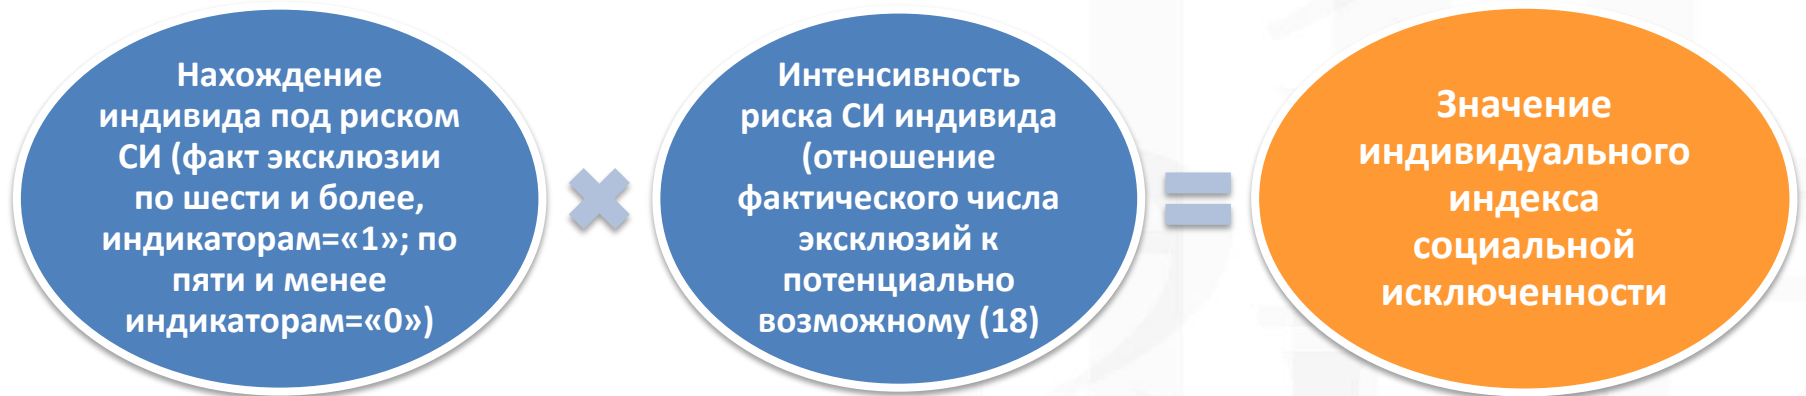 Нахождение
индивида под риском
СИ (факт эксклюзии
по шести и более,
индикаторам=«1»; по
пяти и менее
индикаторам=«0»)
Интенсивность
риска СИ индивида
(отношение
фактического числа
эксклюзий к
потенциально
возможному (18)
Значение
индивидуального
индекса
социальной
исключенности